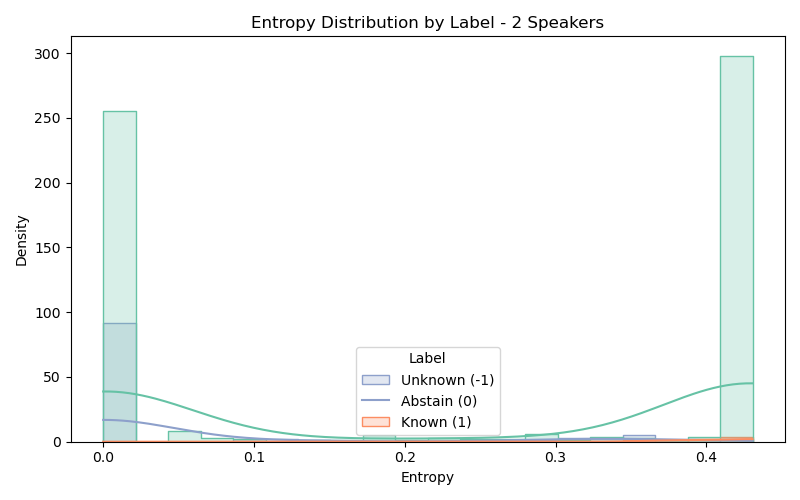 Entropy Distribution by Label - 2 Speakers
300
250
200
150
100
50
0
Density
0.0 0.1 0.2 0.3 0.4
Entropy
Label
Unknown (-1)
Abstain (0)
Known (1)